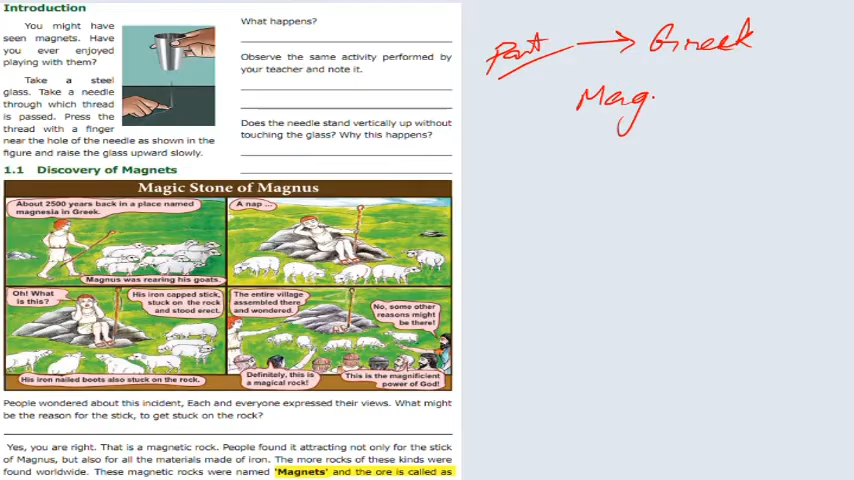 Introduction
You might have
seen magnets. Have
you ever enjoyed
playing with them?
Take a steel
glass. Take a needle
through which thread
is passed. Press the
thread with a finger
near the hole of the needle as shown in the
figure and raise the glass upward slowly.
What happens?
Observe the same activity performed by
your teacher and note it.
Does the needle stand vertically up without
touching the glass? Why this happens?
1.1 Discovery of Magnets
Magic Stone of Magnus
About 2500 years back in a place named
magnesia in Greek.
Magnus was rearing his goats.
A nap ...
Oh! What
is this?
His iron capped stick,
stuck on the rock
and stood erect.
His iron nailed boots also stuck on the rock.
The entire village
assembled there
and wondered.
No, some other
reasons might
be there!
Definitely, this is
a magical rock!
This is the magnificient
power of God!
People wondered about this incident, Each and everyone expressed their views. What might
be the reason for the stick, to get stuck on the rock?
Yes, you are right. That is a magnetic rock. People found it attracting not only for the stick
of Magnus, but also for all the materials made of iron. The more rocks of these kinds were
found worldwide. These magnetic rocks were named 'Magnets' and the ore is called as
→ Greek
Mag.